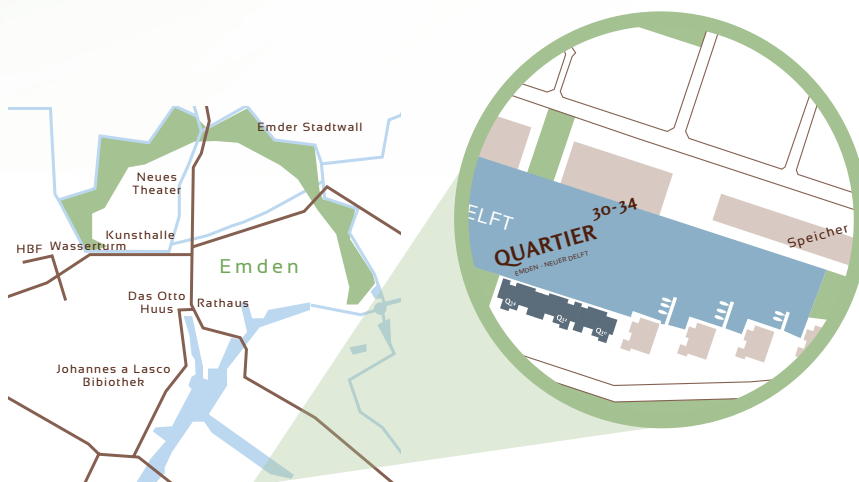 Emder Stadtwall
Neues
Theater
Kunsthalle
HBF
Wasserturm
Emden
Das Otto
Huus
Rathaus
Johannes a Lasco
Bibiothek
ELFT
30-34
QUARTIER
EMDEN - NEUER DELFT
Speicher